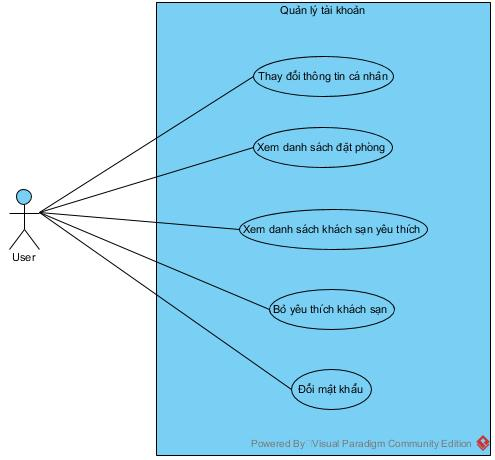 Quản lý tài khoản
Thay đổi thông tin cá nhân
Xem danh sách đặt phòng
Xem danh sách khách sạn yêu thích
User
Bỏ yêu thích khách sạn
Đổi mật khẩu
Powered By Visual Paradigm Community Edition